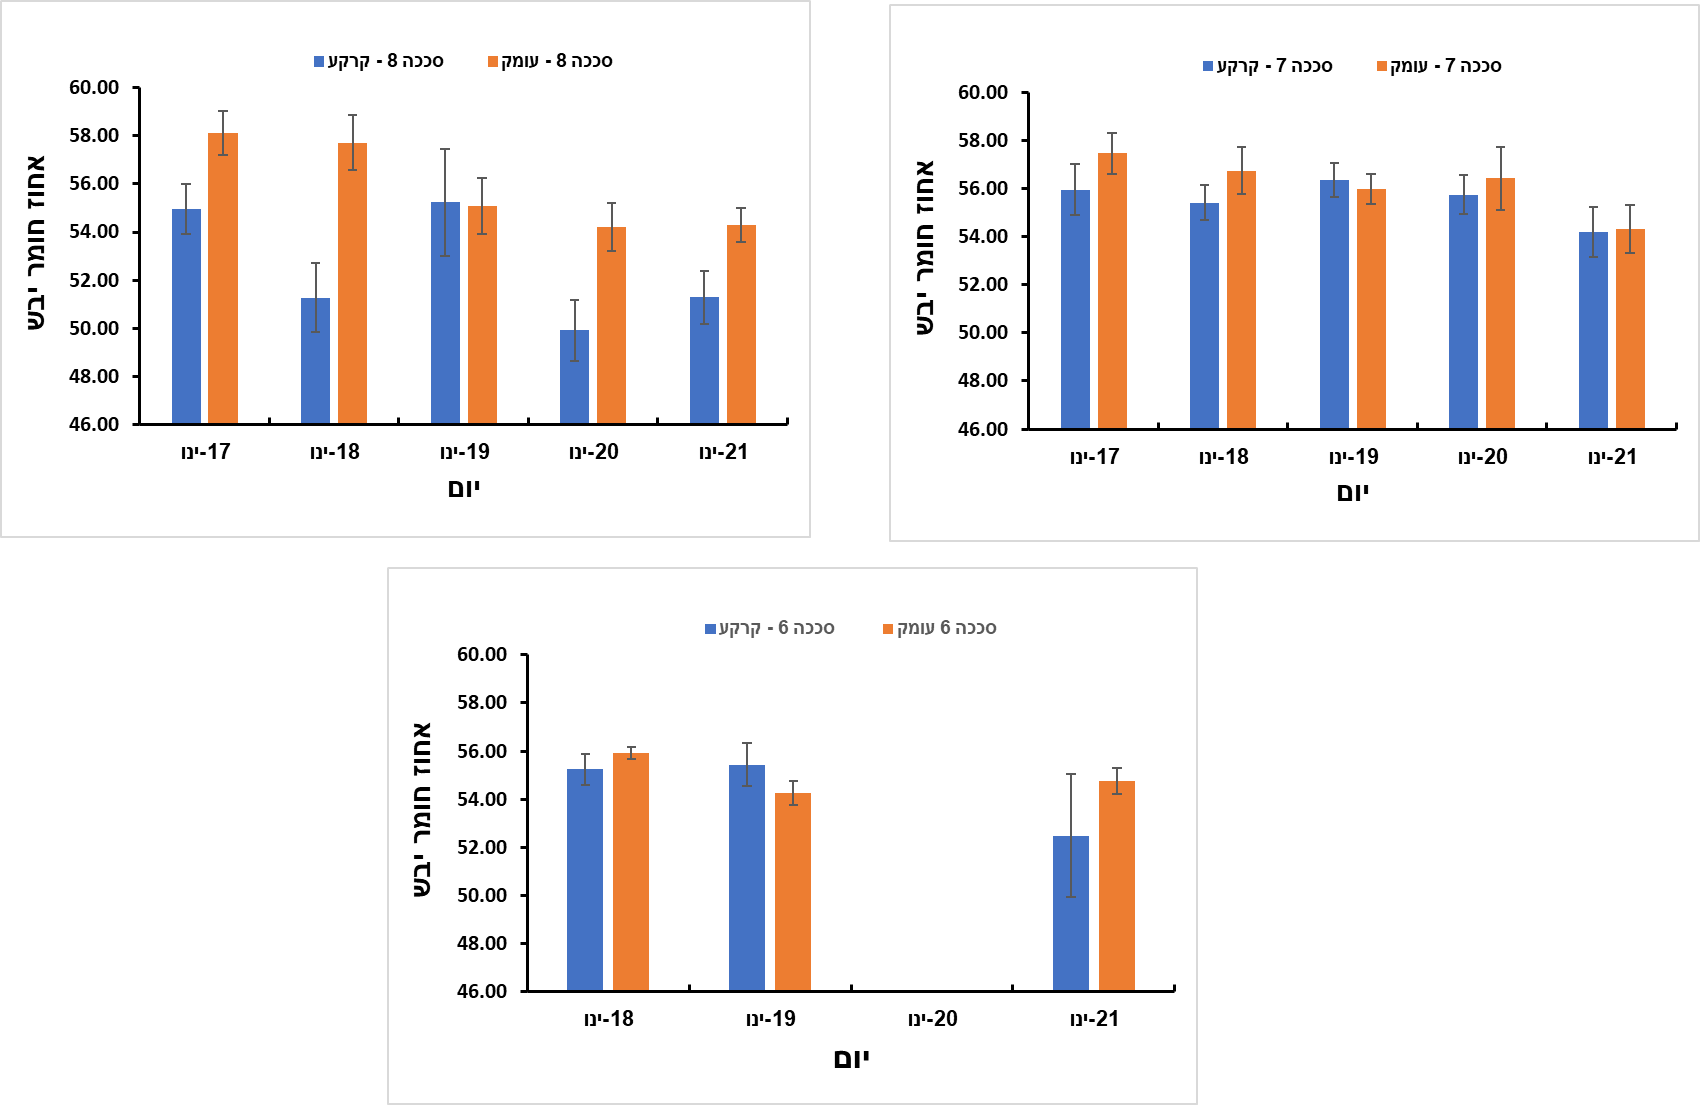 סככה 8 - קרקע סככה 8 - עומק
60.00
58.00
56.00
54.00
52.00
50.00
48.00
46.00
אחוז חומר יבש
17-ינו 18-ינו 19-ינו 20-ינו 21-ינו
יום
סככה 7 - קרקע סככה 7 - עומק
60.00
58.00
56.00
54.00
52.00
50.00
48.00
46.00
אחוז חומר יבש
17-ינו 18-ינו 19-ינו 20-ינו 21-ינו
יום
סככה 6 - קרקע סככה 6 עומק
60.00
58.00
56.00
54.00
52.00
50.00
48.00
46.00
אחוז חומר יבש
18-ינו 19-ינו 20-ינו 21-ינו
יום